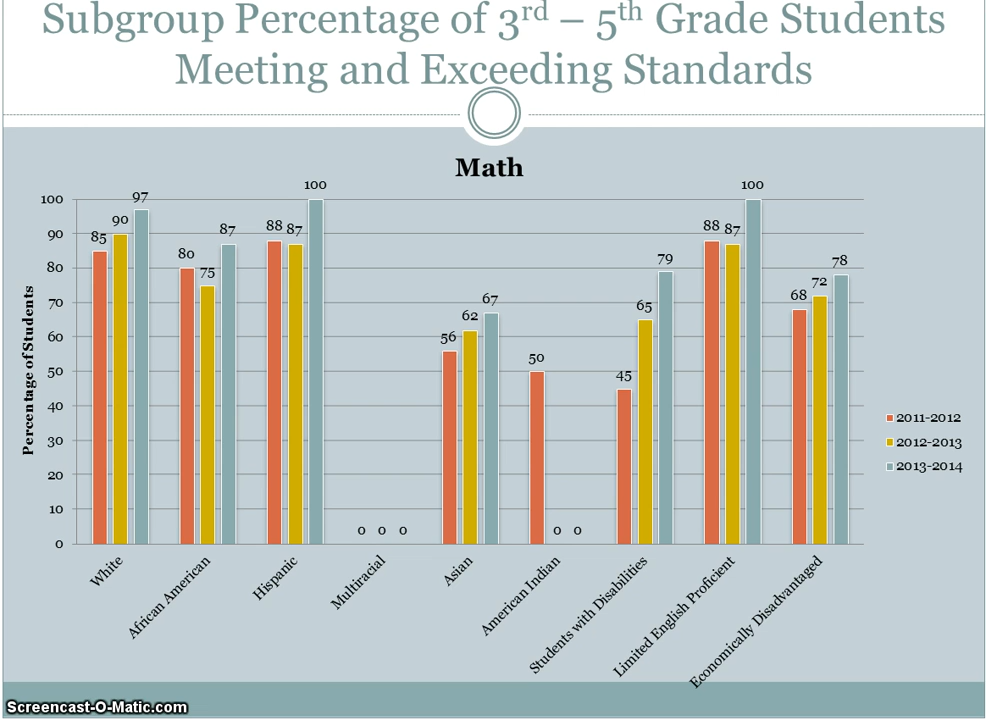 Subgroup Percentage of 3rd – 5th Grade Students
Meeting and Exceeding Standards
Math
Percentage of Students
100
90
80
70
60
50
40
30
20
10
0
85 90 97
80 75 87
88 87 100
0 0 0
56 62 67
50 0 0
45 65 79
88 87 100
68 72 78
White
African American
Hispanic
Multiracial
Asian
American Indian
Students with Disabilities
Limited English Proficient
Economically Disadvantaged
2011-2012
2012-2013
2013-2014
Screencast-O-Matic.com